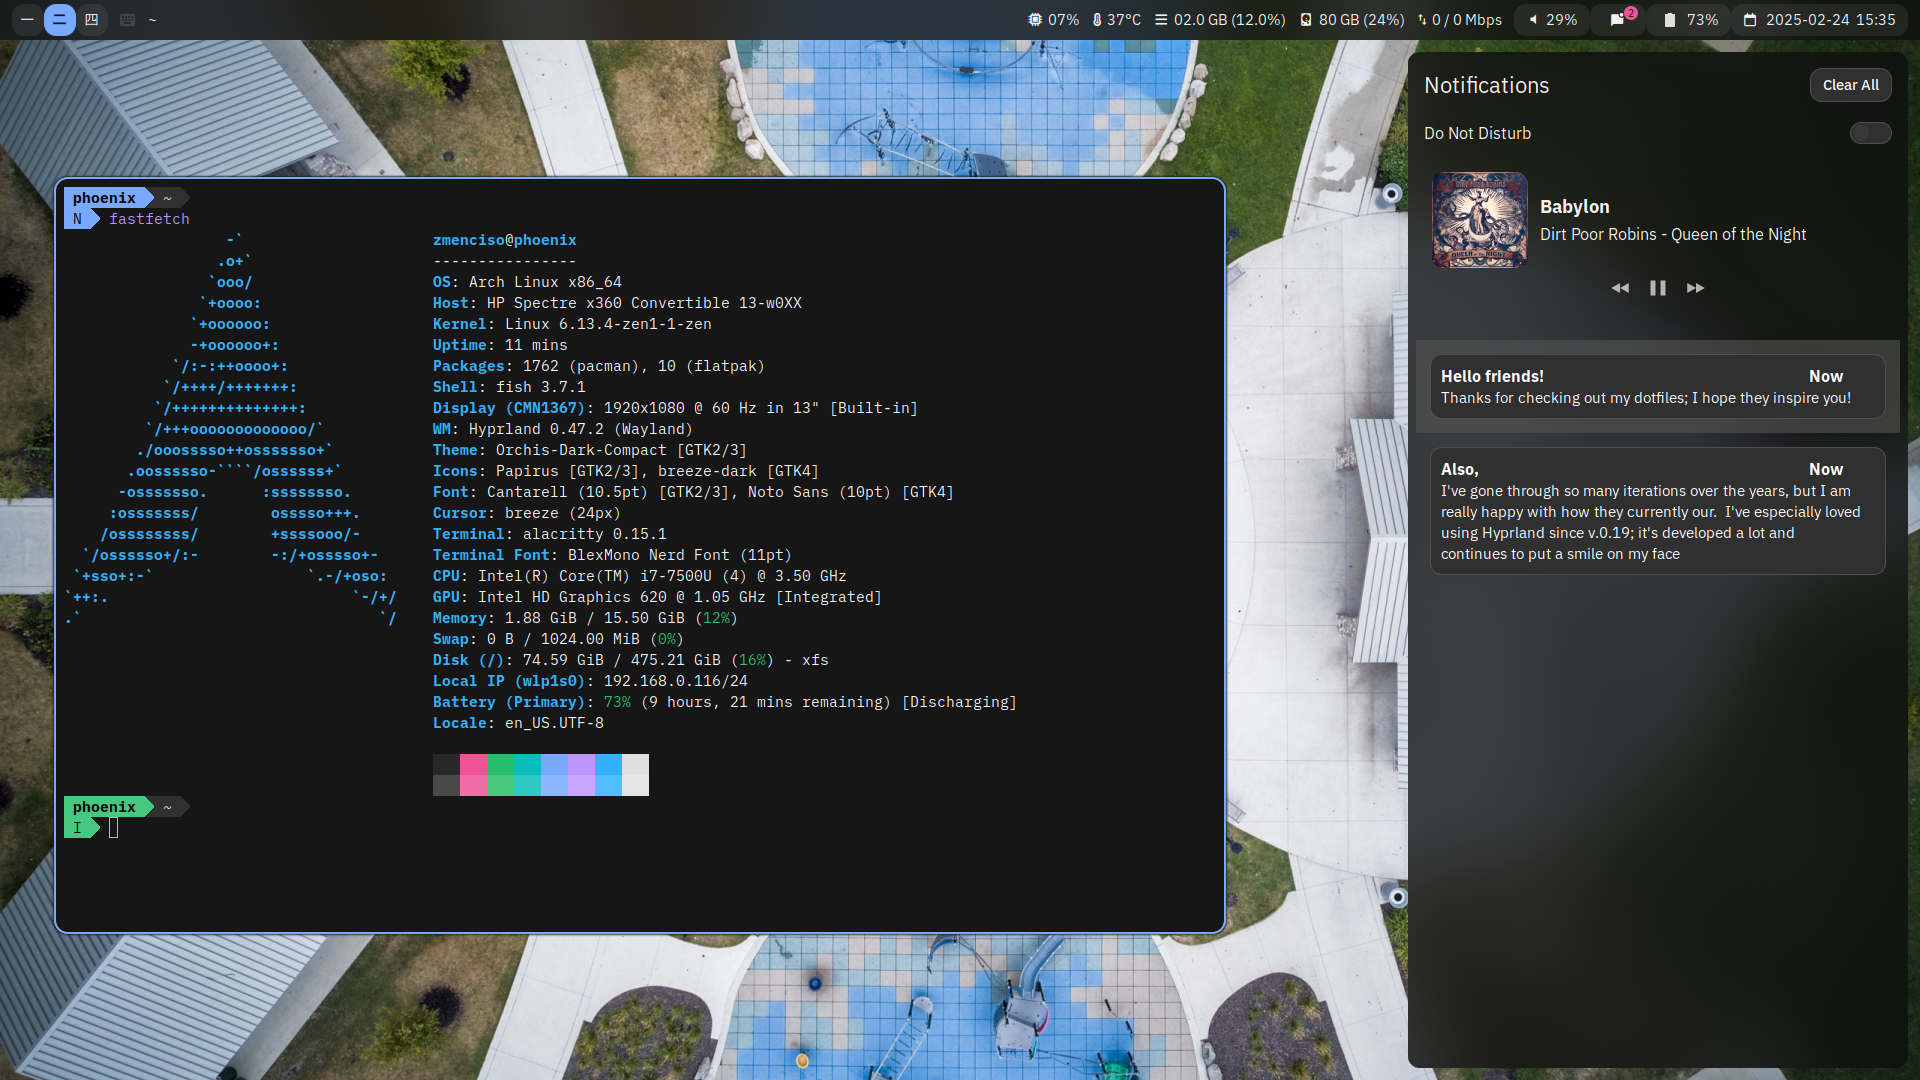 一 二 四 ~ 07% 37°C 02.0 GB (12.0%) 80 GB (24%) 0 / 0 Mbps 29% 2 73% 2025-02-24 15:35
phoenix ~
N fastfetch
-`
.o+`
`ooo/
`+oooo:
`+oooooo:
-+oooooo+:
`/:-:++oooo+:
`/++++/+++++++:
`/++++++++++++++:
`/+++ooooooooooooo/`
./ooosssso++osssssso+`
.oossssso-````/ossssss+`
-osssssso. :ssssssso.
:osssssss/ osssso+++.
/ossssssss/ +ssssooo/-
`/ossssso+/:- -:/+osssso+-
`+sso+:-` `.-/+oso:
`++:. `-/+/
.` `/
zmenciso@phoenix
----------------
OS: Arch Linux x86_64
Host: HP Spectre x360 Convertible 13-w0XX
Kernel: Linux 6.13.4-zen1-1-zen
Uptime: 11 mins
Packages: 1762 (pacman), 10 (flatpak)
Shell: fish 3.7.1
Display (CMN1367): 1920x1080 @ 60 Hz in 13" [Built-in]
WM: Hyprland 0.47.2 (Wayland)
Theme: Orchis-Dark-Compact [GTK2/3]
Icons: Papirus [GTK2/3], breeze-dark [GTK4]
Font: Cantarell (10.5pt) [GTK2/3], Noto Sans (10pt) [GTK4]
Cursor: breeze (24px)
Terminal: alacritty 0.15.1
Terminal Font: BlexMono Nerd Font (11pt)
CPU: Intel(R) Core(TM) i7-7500U (4) @ 3.50 GHz
GPU: Intel HD Graphics 620 @ 1.05 GHz [Integrated]
Memory: 1.88 GiB / 15.50 GiB (12%)
Swap: 0 B / 1024.00 MiB (0%)
Disk (/): 74.59 GiB / 475.21 GiB (16%) - xfs
Local IP (wlp1s0): 192.168.0.116/24
Battery (Primary): 73% (9 hours, 21 mins remaining) [Discharging]
Locale: en_US.UTF-8
phoenix ~
I
Notifications Clear All
Do Not Disturb
DIRT POOR ROBINS
QUEEN OF THE NIGHT
Babylon
Dirt Poor Robins - Queen of the Night
Hello friends! Now
Thanks for checking out my dotfiles; I hope they inspire you!
Also, Now
I've gone through so many iterations over the years, but I am
really happy with how they currently our. I've especially loved
using Hyprland since v.0.19; it's developed a lot and
continues to put a smile on my face